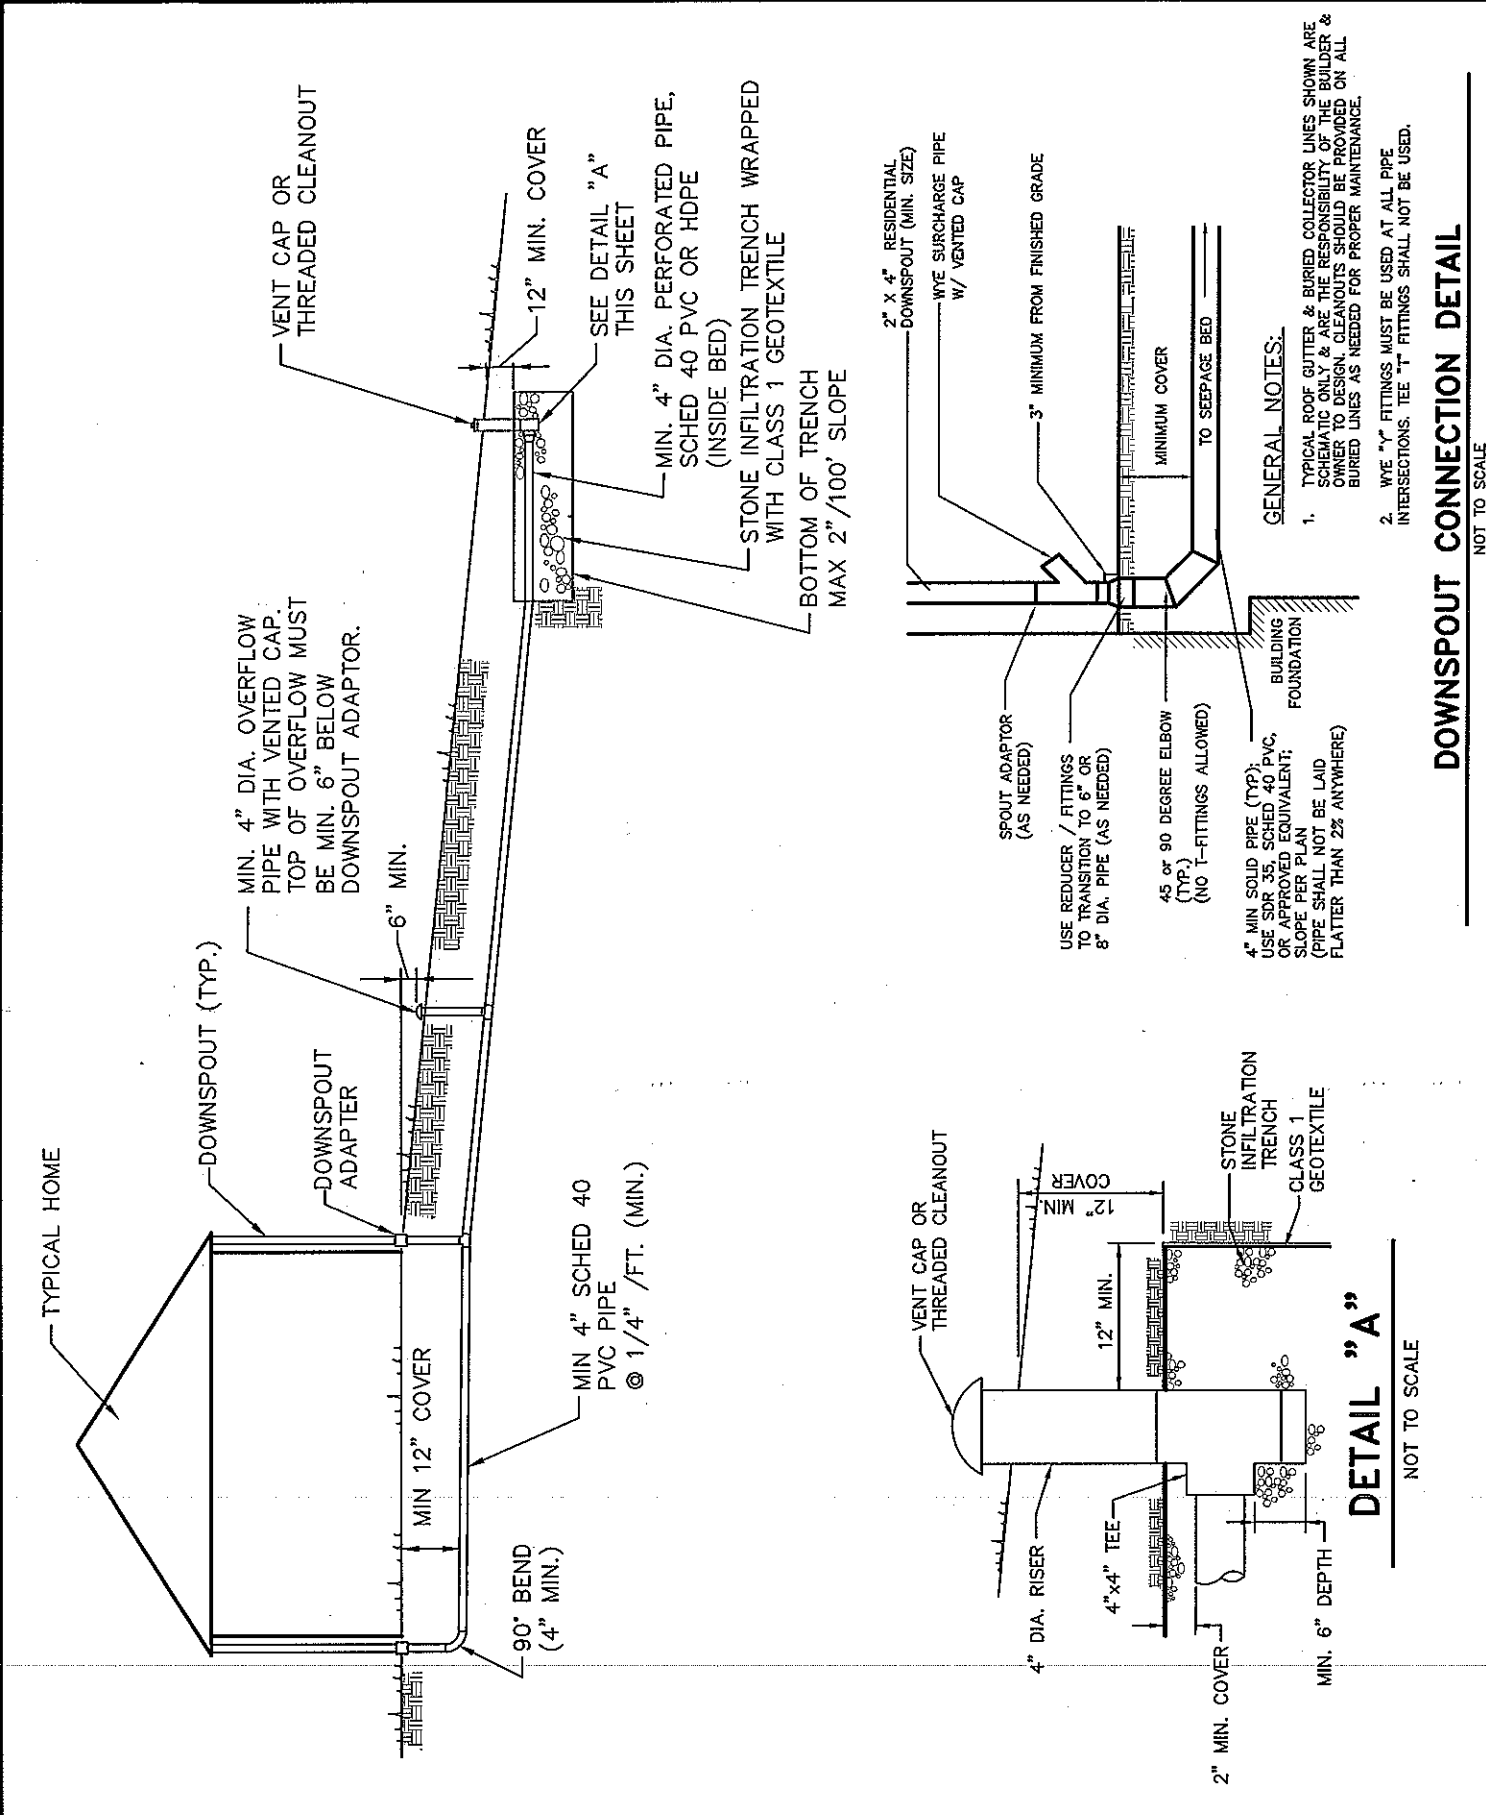 TYPICAL HOME
DOWNSPOUT (TYP.)
DOWNSPOUT
ADAPTER
MIN. 4" DIA. OVERFLOW
PIPE WITH VENTED CAP.
TOP OF OVERFLOW MUST
BE MIN. 6" BELOW
DOWNSPOUT ADAPTOR.
6" MIN.
VENT CAP OR
THREADED CLEANOUT
12" MIN. COVER
SEE DETAIL "A"
THIS SHEET
MIN. 4" DIA. PERFORATED PIPE,
SCHED 40 PVC OR HDPE
(INSIDE BED)
STONE INFILTRATION TRENCH WRAPPED
WITH CLASS 1 GEOTEXTILE
BOTTOM OF TRENCH
MAX 2"/100' SLOPE
MIN 12" COVER
90° BEND
(4" MIN.)
MIN 4" SCHED 40
PVC PIPE
@ 1/4" /FT. (MIN.)
VENT CAP OR
THREADED CLEANOUT
12" MIN.
COVER
12" MIN.
4" DIA. RISER
4"x4" TEE
2" MIN. COVER
MIN. 6" DEPTH
STONE
INFILTRATION
TRENCH
CLASS 1
GEOTEXTILE
DETAIL "A"
NOT TO SCALE
2" X 4" RESIDENTIAL
DOWNSPOUT (MIN. SIZE)
WYE SURCHARGE PIPE
W/ VENTED CAP
3" MINIMUM FROM FINISHED GRADE
MINIMUM COVER
TO SEEPAGE BED
SPOUT ADAPTOR
(AS NEEDED)
USE REDUCER / FITTINGS
TO TRANSITION TO 6" OR
8" DIA. PIPE (AS NEEDED)
45 or 90 DEGREE ELBOW
(TYP.)
(NO T-FITTINGS ALLOWED)
4" MIN SOLID PIPE (TYP);
USE SDR 35, SCHED 40 PVC,
OR APPROVED EQUIVALENT;
SLOPE PER PLAN
(PIPE SHALL NOT BE LAID
FLATTER THAN 2% ANYWHERE)
BUILDING
FOUNDATION
GENERAL NOTES:
1. TYPICAL ROOF GUTTER & BURIED COLLECTOR LINES SHOWN ARE
SCHEMATIC ONLY & ARE THE RESPONSIBILITY OF THE BUILDER &
OWNER TO DESIGN. CLEANOUTS SHOULD BE PROVIDED ON ALL
BURIED LINES AS NEEDED FOR PROPER MAINTENANCE.
2. WYE "Y" FITTINGS MUST BE USED AT ALL PIPE
INTERSECTIONS. TEE "T" FITTINGS SHALL NOT BE USED.
DOWNSPOUT CONNECTION DETAIL
NOT TO SCALE